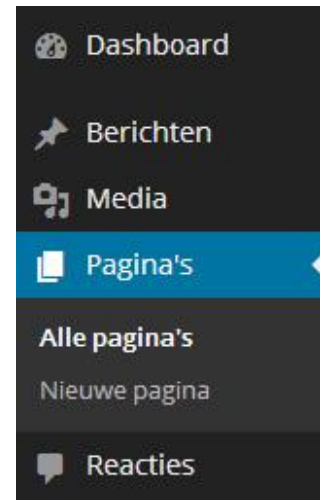 Dashboard
Berichten
Media
Pagina's
Alle pagina's
Nieuwe pagina
Reacties